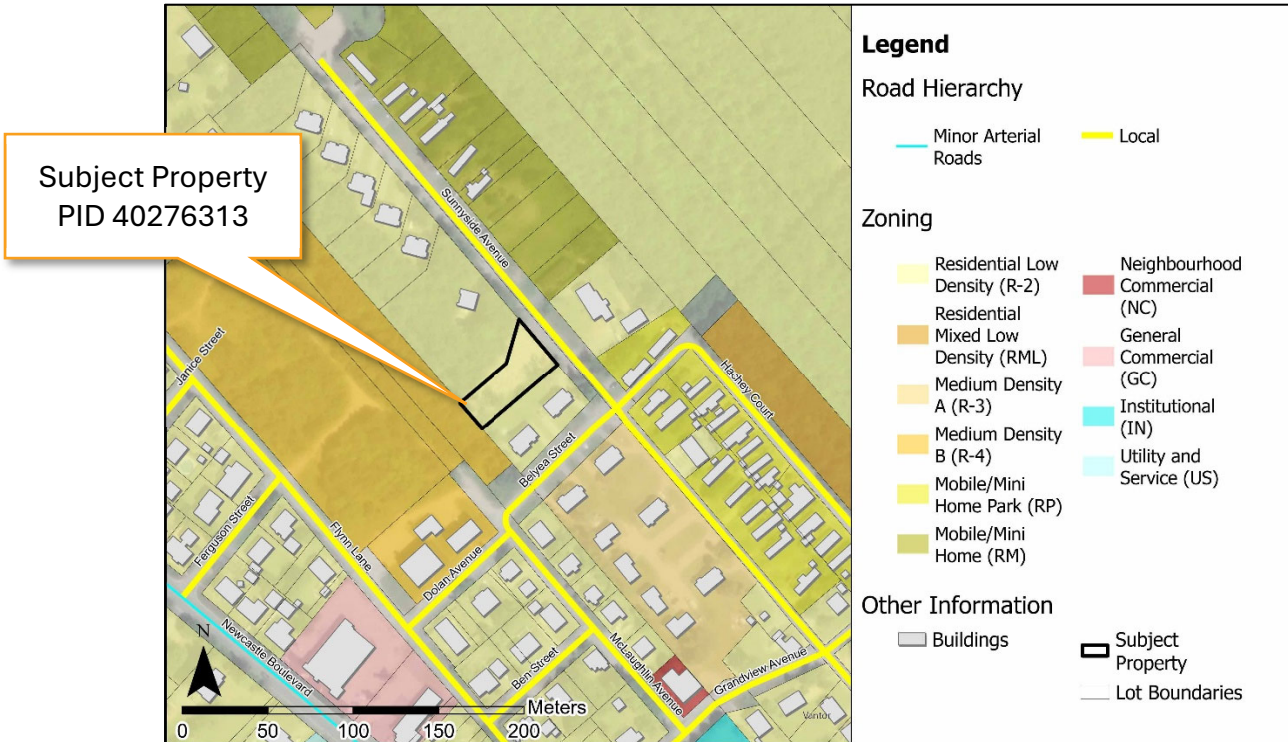 Subject Property
PID 40276313
Sunnyside Avenue
Janice Street
Hachey Court
Belyea Street
Ferguson Street
Flynn Lane
Dolan Avenue
Newcastle Boulevard
Ben Street
McLaughlin Avenue
Grandview Avenue
Vantor
N
Meters
0 50 100 150 200
Legend
Road Hierarchy
Minor Arterial
Roads
Local
Zoning
Residential Low
Density (R-2)
Residential
Mixed Low
Density (RML)
Medium Density
A (R-3)
Medium Density
B (R-4)
Mobile/Mini
Home Park (RP)
Mobile/Mini
Home (RM)
Neighbourhood
Commercial
(NC)
General
Commercial
(GC)
Institutional
(IN)
Utility and
Service (US)
Other Information
Buildings
Subject
Property
Lot Boundaries